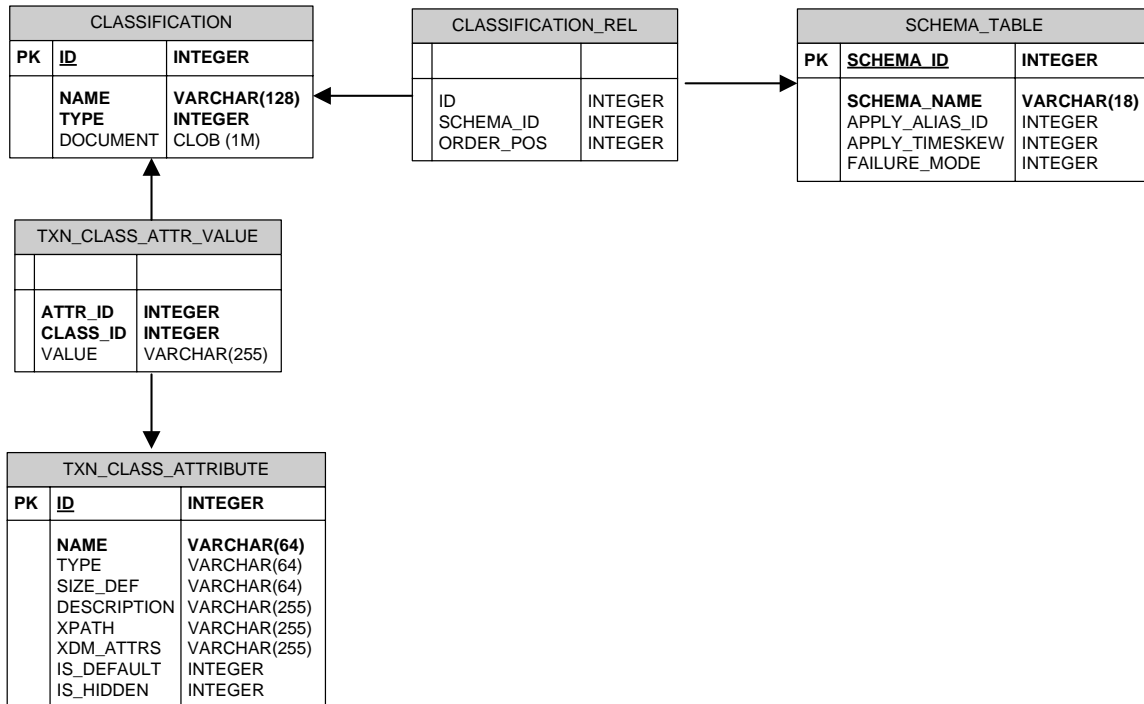 CLASSIFICATION
PK ID INTEGER
NAME VARCHAR(128)
TYPE INTEGER
DOCUMENT CLOB (1M)
CLASSIFICATION_REL
ID INTEGER
SCHEMA_ID INTEGER
ORDER_POS INTEGER
SCHEMA_TABLE
PK SCHEMA_ID INTEGER
SCHEMA_NAME VARCHAR(18)
APPLY_ALIAS_ID INTEGER
APPLY_TIMESKEW INTEGER
FAILURE_MODE INTEGER
TXN_CLASS_ATTR_VALUE
ATTR_ID INTEGER
CLASS_ID INTEGER
VALUE VARCHAR(255)
TXN_CLASS_ATTRIBUTE
PK ID INTEGER
NAME VARCHAR(64)
TYPE VARCHAR(64)
SIZE_DEF VARCHAR(64)
DESCRIPTION VARCHAR(255)
XPATH VARCHAR(255)
XDM_ATTRS VARCHAR(255)
IS_DEFAULT INTEGER
IS_HIDDEN INTEGER